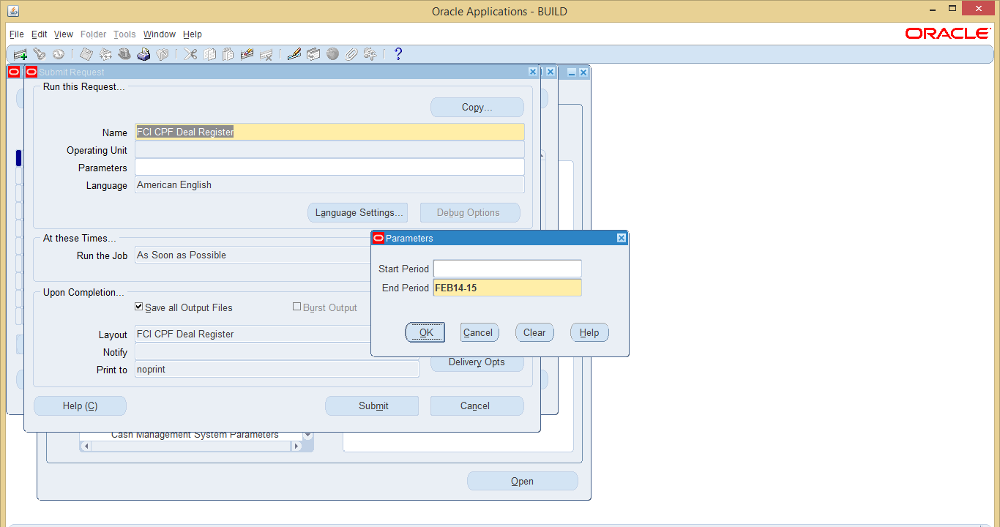 Oracle Applications - BUILD
File Edit View Folder Tools Window Help
ORACLE
Submit Request
Run this Request...
Copy...
Name FCI CPF Deal Register
Operating Unit
Parameters
Language American English
Language Settings... Debug Options
At these Times...
Run the Job As Soon as Possible
Parameters
Start Period
End Period FEB14-15
OK Cancel Clear Help
Upon Completion...
Save all Output Files Burst Output
Layout FCI CPF Deal Register
Notify
Print to noprint
Delivery Opts
Help (C) Submit Cancel
Cash Management System Parameters
Open